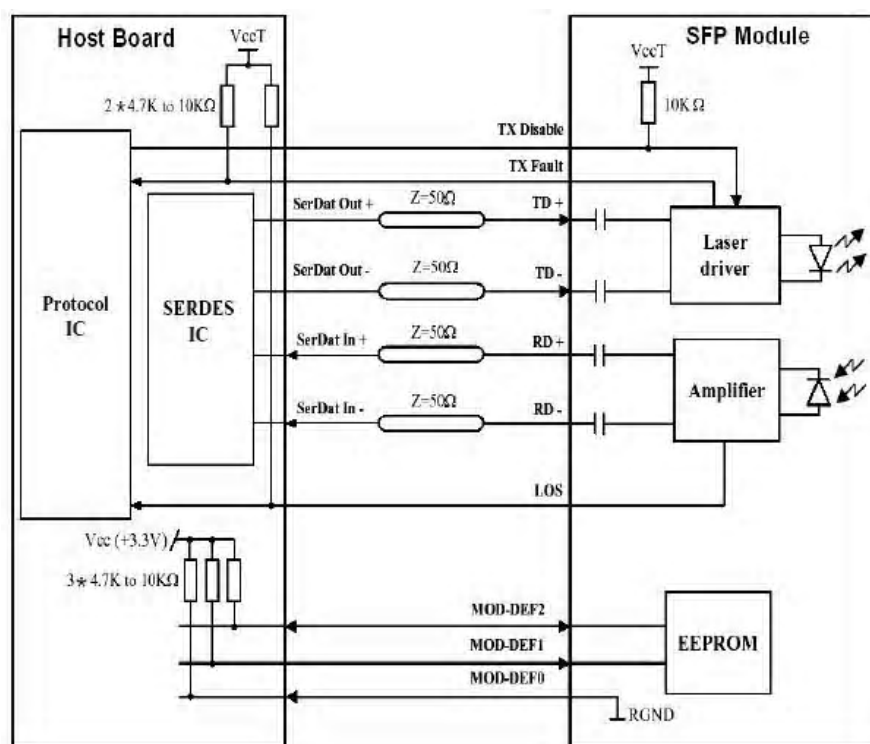 Host Board
SFP Module
VccT
VccT
2*4.7K to 10KΩ
10KΩ
TX Disable
TX Fault
SerDat Out +
Z=50Ω
TD +
SerDat Out -
Z=50Ω
TD -
Laser
driver
Protocol
IC
SERDES
IC
SerDat In +
Z=50Ω
RD +
Amplifier
SerDat In -
Z=50Ω
RD -
LOS
Vcc (+3.3V)
3*4.7K to 10KΩ
MOD-DEF2
MOD-DEF1
EEPROM
MOD-DEF0
RGND